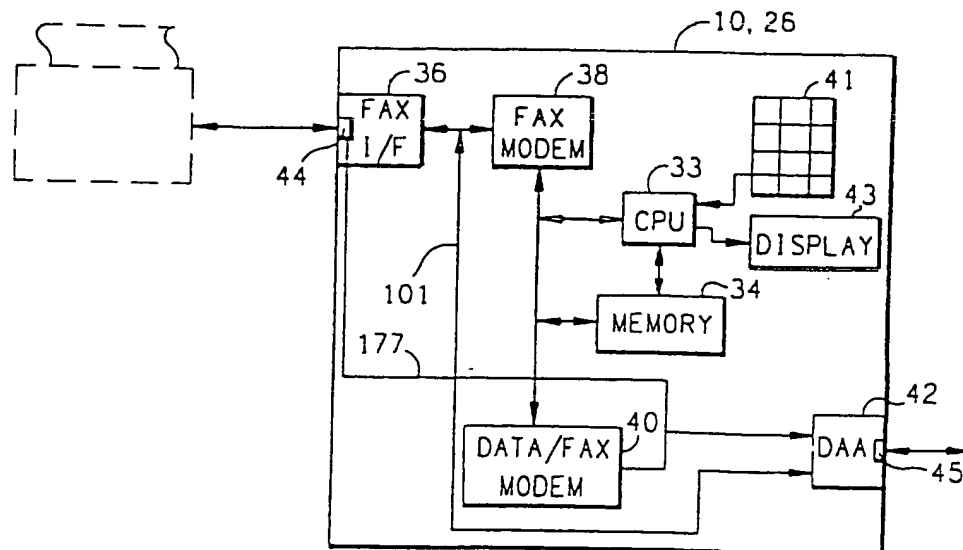 10, 26
36
FAX
I/F
44
38
FAX
MODEM
41
33
CPU
43
DISPLAY
101
34
MEMORY
177
42
DAA
45
40
DATA/FAX
MODEM